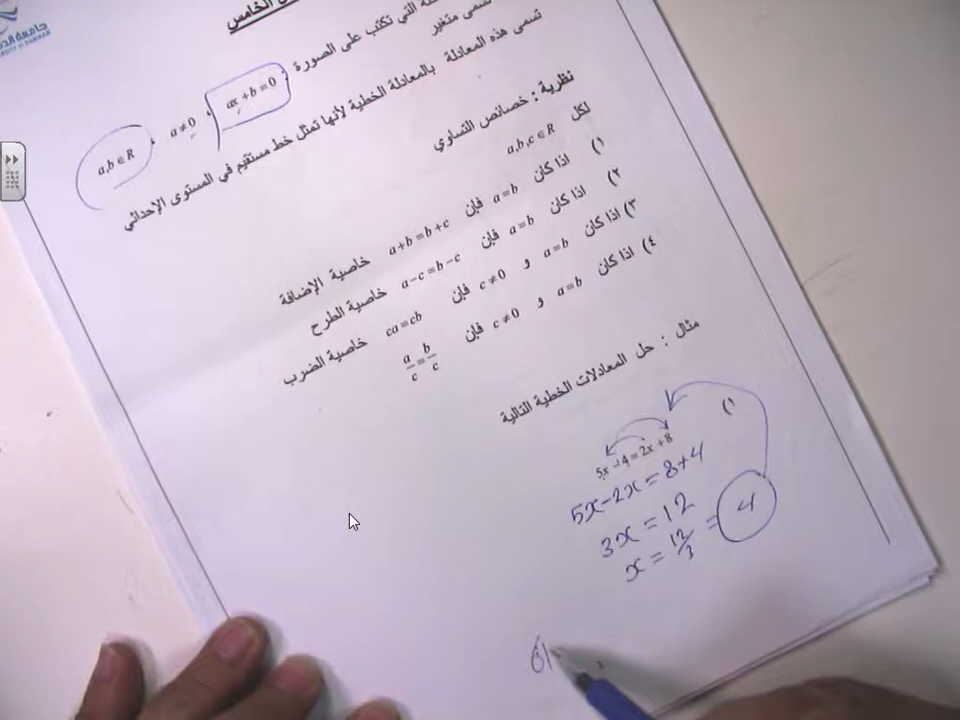 الخامس
التي تكتب على الصورة ax+b=0 , a≠0 , a,b∈R
تسمى متغير
تسمى هذه المعادلة بالمعادلة الخطية لأنها تمثل خط مستقيم في المستوى الإحداثي
نظرية : خصائص التساوي
لكل a,b,c∈R
١) اذا كان a=b فإن a+b=b+c خاصية الإضافة
٢) اذا كان a=b فإن a-c=b-c خاصية الطرح
٣) اذا كان a=b و c≠0 فإن ca=cb خاصية الضرب
٤) اذا كان a=b و c≠0 فإن a/c=b/c
مثال : حل المعادلات الخطية التالية
١)
5x-4=2x+8
5x-2x=8+4
3x=12
x=12/3=4